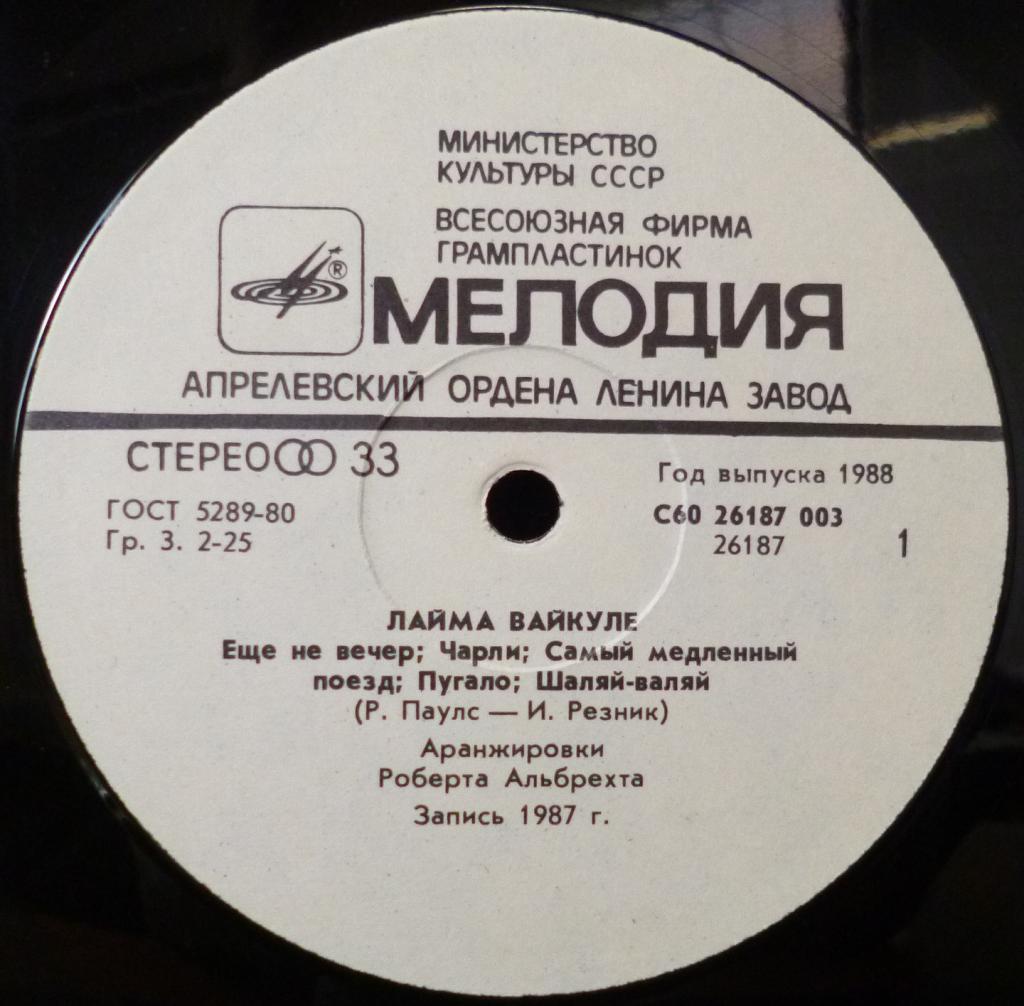 МИНИСТЕРСТВО
КУЛЬТУРЫ СССР
ВСЕСОЮЗНАЯ ФИРМА
ГРАМПЛАСТИНОК
®
МЕЛОДИЯ
АПРЕЛЕВСКИЙ ОРДЕНА ЛЕНИНА ЗАВОД
СТЕРЕО 33
Год выпуска 1988
ГОСТ 5289-80
С60 26187 003
Гр. 3. 2-25
26187 1
ЛАЙМА ВАЙКУЛЕ
Еще не вечер; Чарли; Самый медленный
поезд; Пугало; Шаляй-валяй
(Р. Паулс — И. Резник)
Аранжировки
Роберта Альбрехта
Запись 1987 г.